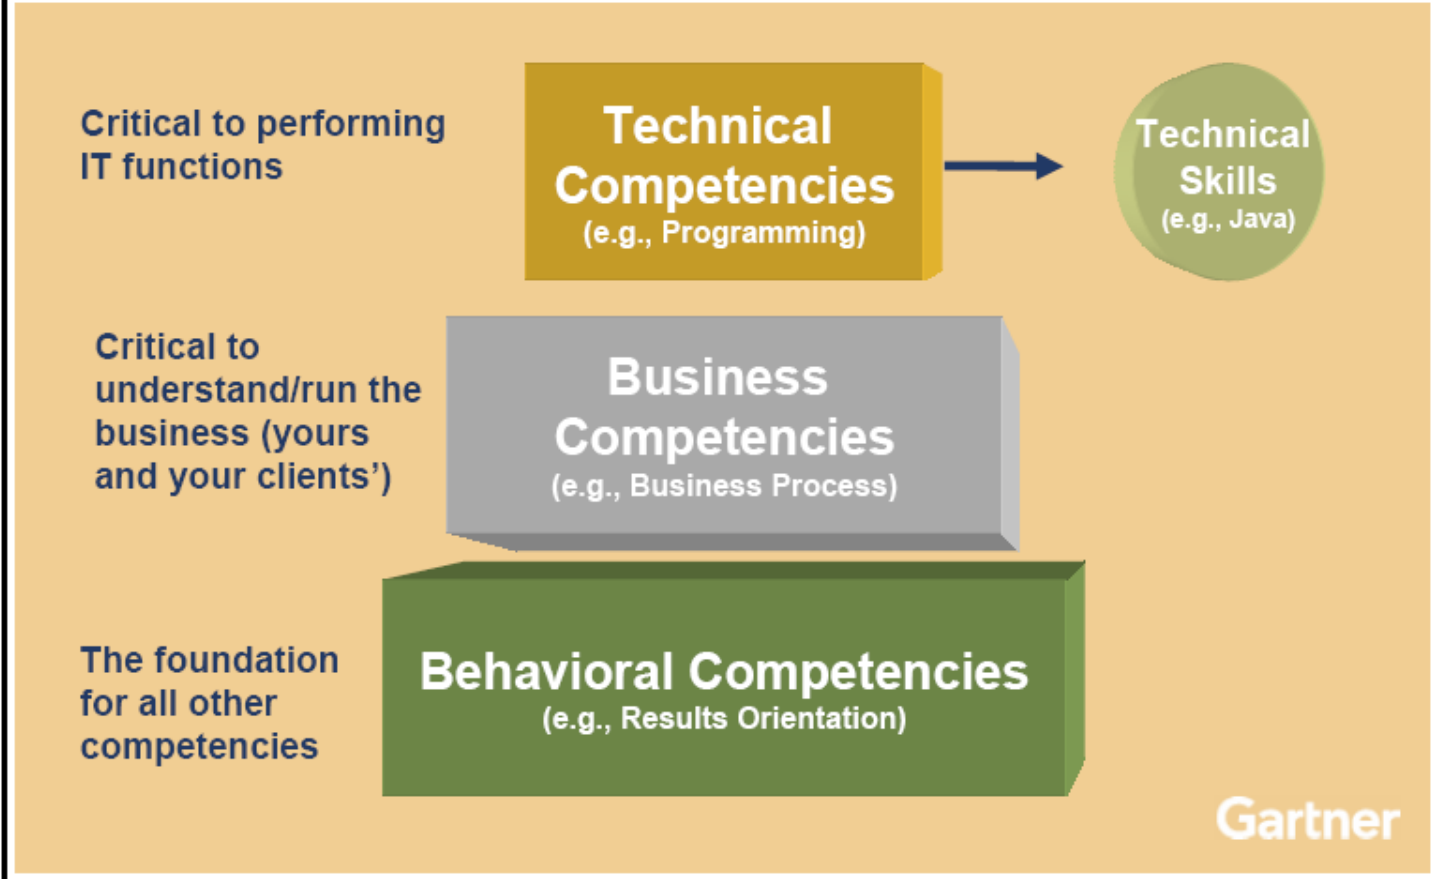 Critical to performing
IT functions
Technical
Competencies
(e.g., Programming)
Technical
Skills
(e.g., Java)
Critical to
understand/run the
business (yours
and your clients’)
Business
Competencies
(e.g., Business Process)
The foundation
for all other
competencies
Behavioral Competencies
(e.g., Results Orientation)
Gartner